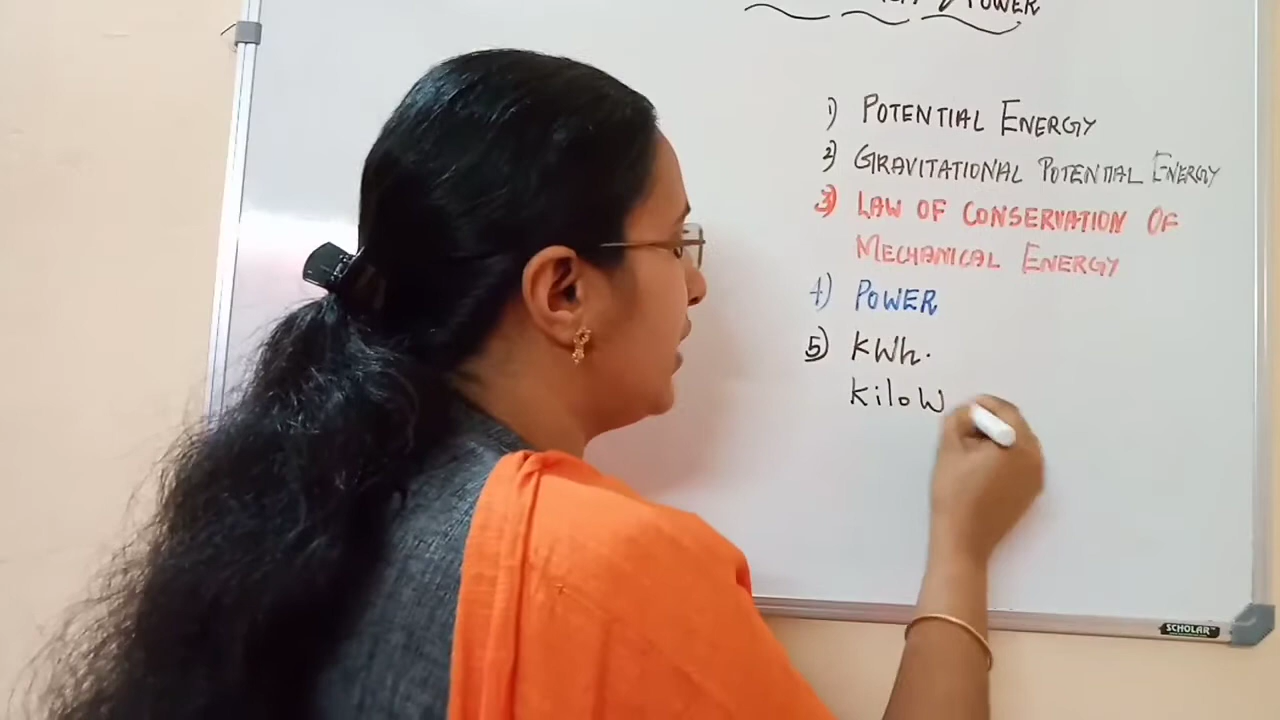 POWER
1) POTENTIAL ENERGY
2) GRAVITATIONAL POTENTIAL ENERGY
3) LAW OF CONSERVATION OF
MECHANICAL ENERGY
4) POWER
5) KWh.
KiloW
SCHOLAR